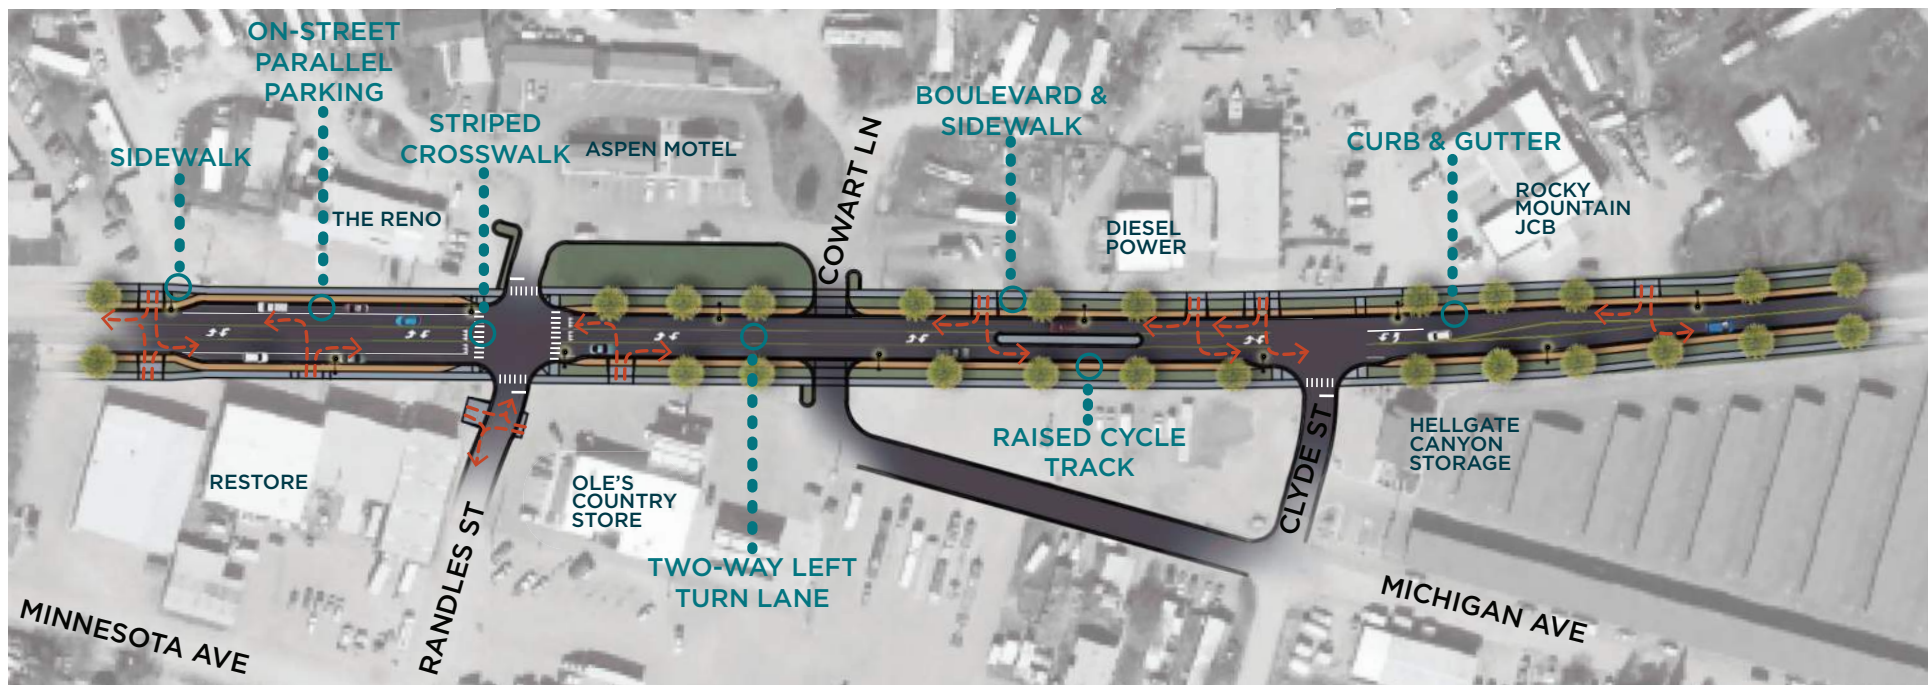 ON-STREET
PARALLEL
PARKING
SIDEWALK
STRIPED
CROSSWALK
ASPEN MOTEL
THE RENO
COWART LN
BOULEVARD &
SIDEWALK
DIESEL
POWER
CURB & GUTTER
ROCKY
MOUNTAIN
JCB
RESTORE
RANDLES ST
OLE'S
COUNTRY
STORE
TWO-WAY LEFT
TURN LANE
RAISED CYCLE
TRACK
CLYDE ST
HELLGATE
CANYON
STORAGE
MINNESOTA AVE
MICHIGAN AVE